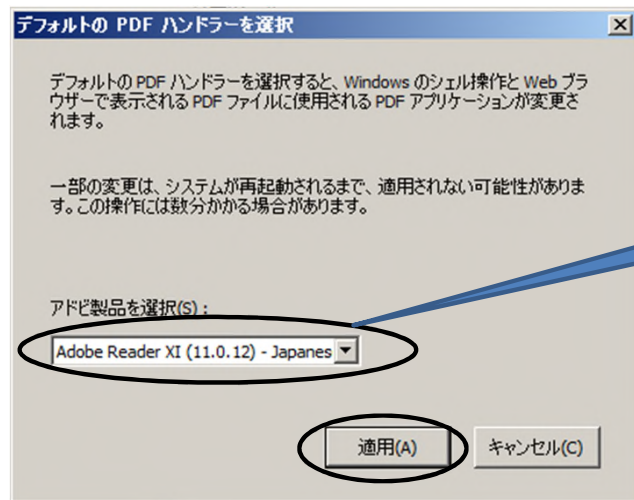 デフォルトの PDF ハンドラーを選択
デフォルトの PDF ハンドラーを選択すると、Windows のシェル操作と Web ブラ
ウザーで表示される PDF ファイルに使用される PDF アプリケーションが変更さ
れます。
一部の変更は、システムが再起動されるまで、適用されない可能性がありま
す。この操作には数分かかる場合があります。
アドビ製品を選択(S) :
Adobe Reader XI (11.0.12) - Japanes
適用(A)
キャンセル(C)